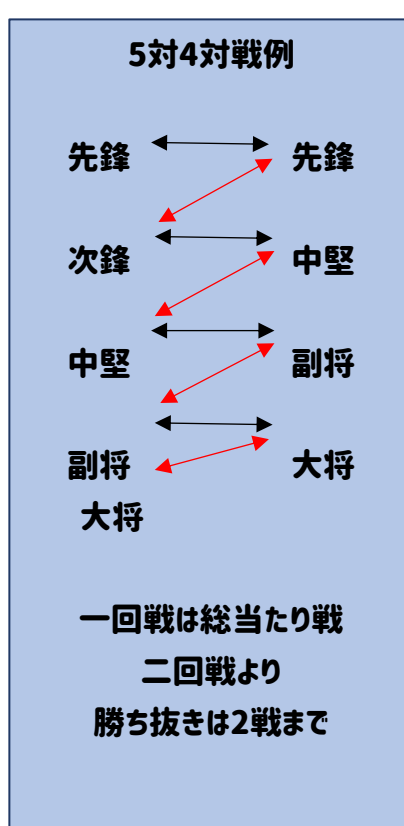 5対4対戦例
先鋒 先鋒
次鋒 中堅
中堅 副将
副将 大将
大将
一回戦は総当たり戦
二回戦より
勝ち抜きは2戦まで